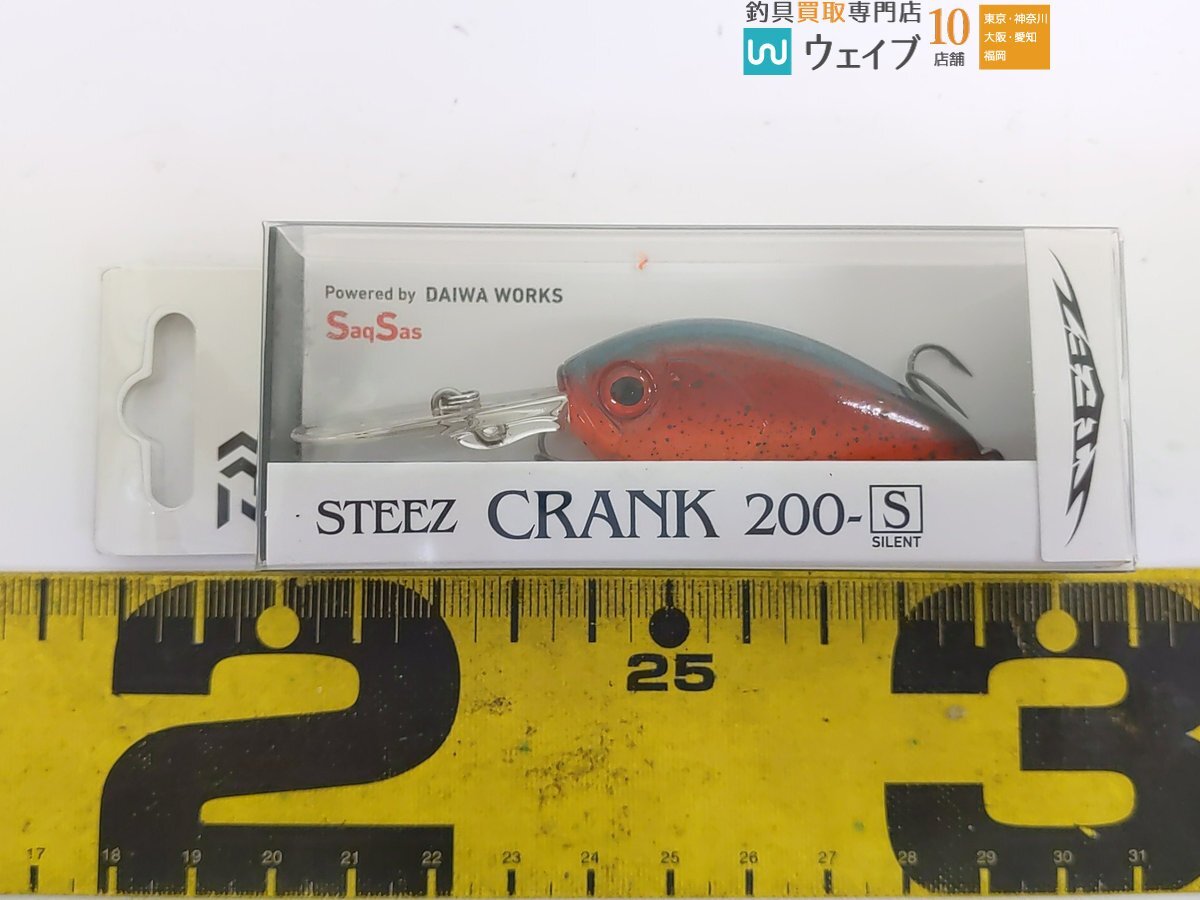 釣具買取専門店
ウェイブ
10
店舗
東京・神奈川
大阪・愛知
福岡
Powered by DAIWA WORKS
SaqSas
STEEZ CRANK 200-S
SILENT
2
25
3
17 18 19 20 21 22 23 24 25 26 27 28 29 30 31